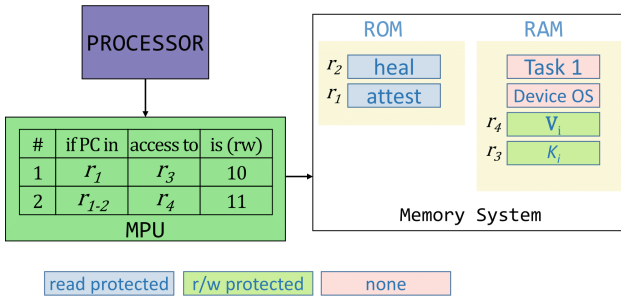 PROCESSOR
# if PC in access to is (rw)
1 r1 r3 10
2 r1-2 r4 11
MPU
ROM
r2 heal
r1 attest
RAM
Task 1
Device OS
r4 Vi
r3 Ki
Memory System
read protected
r/w protected
none